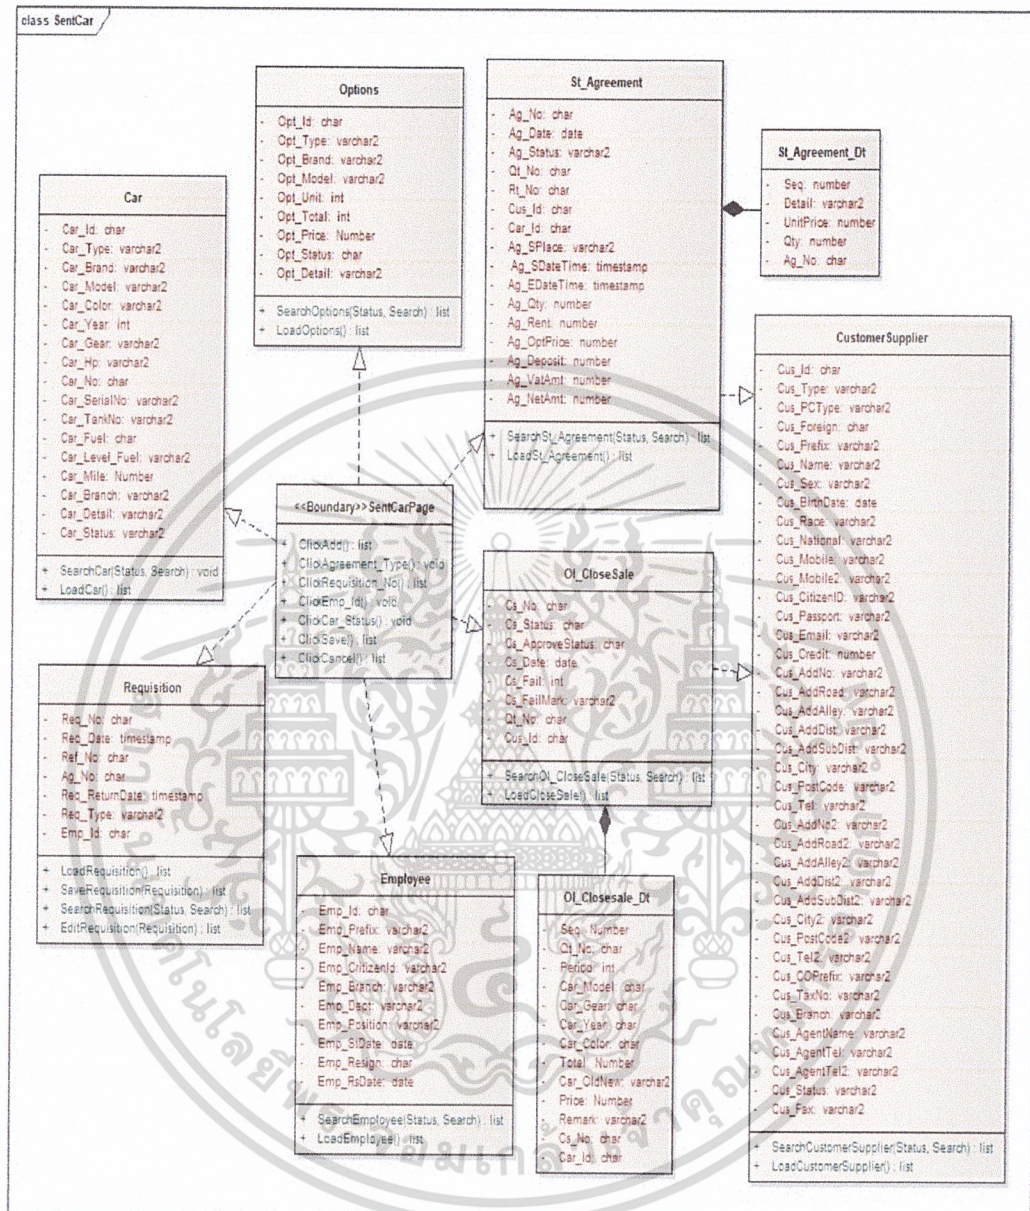 class SentCar
Options
- Opt_Id: char
- Opt_Type: varchar2
- Opt_Brand: varchar2
- Opt_Model: varchar2
- Opt_Unit: int
- Opt_Total: int
- Opt_Price: Number
- Opt_Status: char
- Opt_Detail: varchar2
+ SearchOptions(Status, Search) : list
+ LoadOptions() : list
St_Agreement
- Ag_No: char
- Ag_Date: date
- Ag_Status: varchar2
- Qt_No: char
- Rt_No: char
- Cus_Id: char
- Car_Id: char
- Ag_SPlace: varchar2
- Ag_SDateTime: timestamp
- Ag_EDateTime: timestamp
- Ag_Qty: number
- Ag_Rent: number
- Ag_OptPrice: number
- Ag_Deposit: number
- Ag_VatAmt: number
- Ag_NetAmt: number
+ SearchSt_Agreement(Status, Search) : list
+ LoadSt_Agreement() : list
St_Agreement_Dt
- Seq: number
- Detail: varchar2
- UnitPrice: number
- Qty: number
- Ag_No: char
Car
- Car_Id: char
- Car_Type: varchar2
- Car_Brand: varchar2
- Car_Model: varchar2
- Car_Color: varchar2
- Car_Year: int
- Car_Gear: varchar2
- Car_Hp: varchar2
- Car_No: char
- Car_SerialNo: varchar2
- Car_TankNo: varchar2
- Car_Fuel: char
- Car_Level_Fuel: varchar2
- Car_Mile: Number
- Car_Branch: varchar2
- Car_Detail: varchar2
- Car_Status: varchar2
+ SearchCar(Status, Search) : void
+ LoadCar() : list
<<Boundary>>SentCarPage
+ ClickAdd() : list
+ ClickAgreement_Type() : void
+ ClickRequisition_No() : list
+ ClickEmp_Id() : void
+ ClickCar_Status() : void
+ ClickSave() : list
+ ClickCancel() : list
CustomerSupplier
- Cus_Id: char
- Cus_Type: varchar2
- Cus_PCType: varchar2
- Cus_Foreign: char
- Cus_Prefix: varchar2
- Cus_Name: varchar2
- Cus_Sex: varchar2
- Cus_BirthDate: date
- Cus_Race: varchar2
- Cus_National: varchar2
- Cus_Mobile: varchar2
- Cus_Mobile2: varchar2
- Cus_CitizenID: varchar2
- Cus_Passport: varchar2
- Cus_Email: varchar2
- Cus_Credit: number
- Cus_AddNo: varchar2
- Cus_AddRoad: varchar2
- Cus_AddAlley: varchar2
- Cus_AddDist: varchar2
- Cus_AddSubDist: varchar2
- Cus_City: varchar2
- Cus_PostCode: varchar2
- Cus_Tel: varchar2
- Cus_AddNo2: varchar2
- Cus_AddRoad2: varchar2
- Cus_AddAlley2: varchar2
- Cus_AddDist2: varchar2
- Cus_AddSubDist2: varchar2
- Cus_City2: varchar2
- Cus_PostCode2: varchar2
- Cus_Tel2: varchar2
- Cus_COPrefix: varchar2
- Cus_TaxNo: varchar2
- Cus_Branch: varchar2
- Cus_AgentName: varchar2
- Cus_AgentTel: varchar2
- Cus_AgentTel2: varchar2
- Cus_Status: varchar2
- Cus_Fax: varchar2
+ SearchCustomerSupplier(Status, Search) : list
+ LoadCustomerSupplier() : list
Ol_CloseSale
- Cs_No: char
- Cs_Status: char
- Cs_ApproveStatus: char
- Cs_Date: date
- Cs_Fail: int
- Cs_FailMark: varchar2
- Qt_No: char
- Cus_Id: char
+ SearchOl_CloseSale(Status, Search) : list
+ LoadCloseSale() : list
Requisition
- Req_No: char
- Req_Date: timestamp
- Ref_No: char
- Ag_No: char
- Req_ReturnDate: timestamp
- Req_Type: varchar2
- Emp_Id: char
+ LoadRequisition() : list
+ SaveRequisition(Requisition) : list
+ SearchRequisition(Status, Search) : list
+ EditRequisition(Requisition) : list
Employee
- Emp_Id: char
- Emp_Prefix: varchar2
- Emp_Name: varchar2
- Emp_CritizenId: varchar2
- Emp_Branch: varchar2
- Emp_Dept: varchar2
- Emp_Position: varchar2
- Emp_StDate: date
- Emp_Resign: char
- Emp_RsDate: date
+ SearchEmployee(Status, Search) : list
+ LoadEmployee() : list
Ol_Closesale_Dt
- Seq: Number
- Qt_No: char
- Period: int
- Car_Model: char
- Car_Gear: char
- Car_Year: char
- Car_Color: char
- Total: Number
- Car_OldNew: varchar2
- Price: Number
- Remark: varchar2
- Cs_No: char
- Car_Id: char